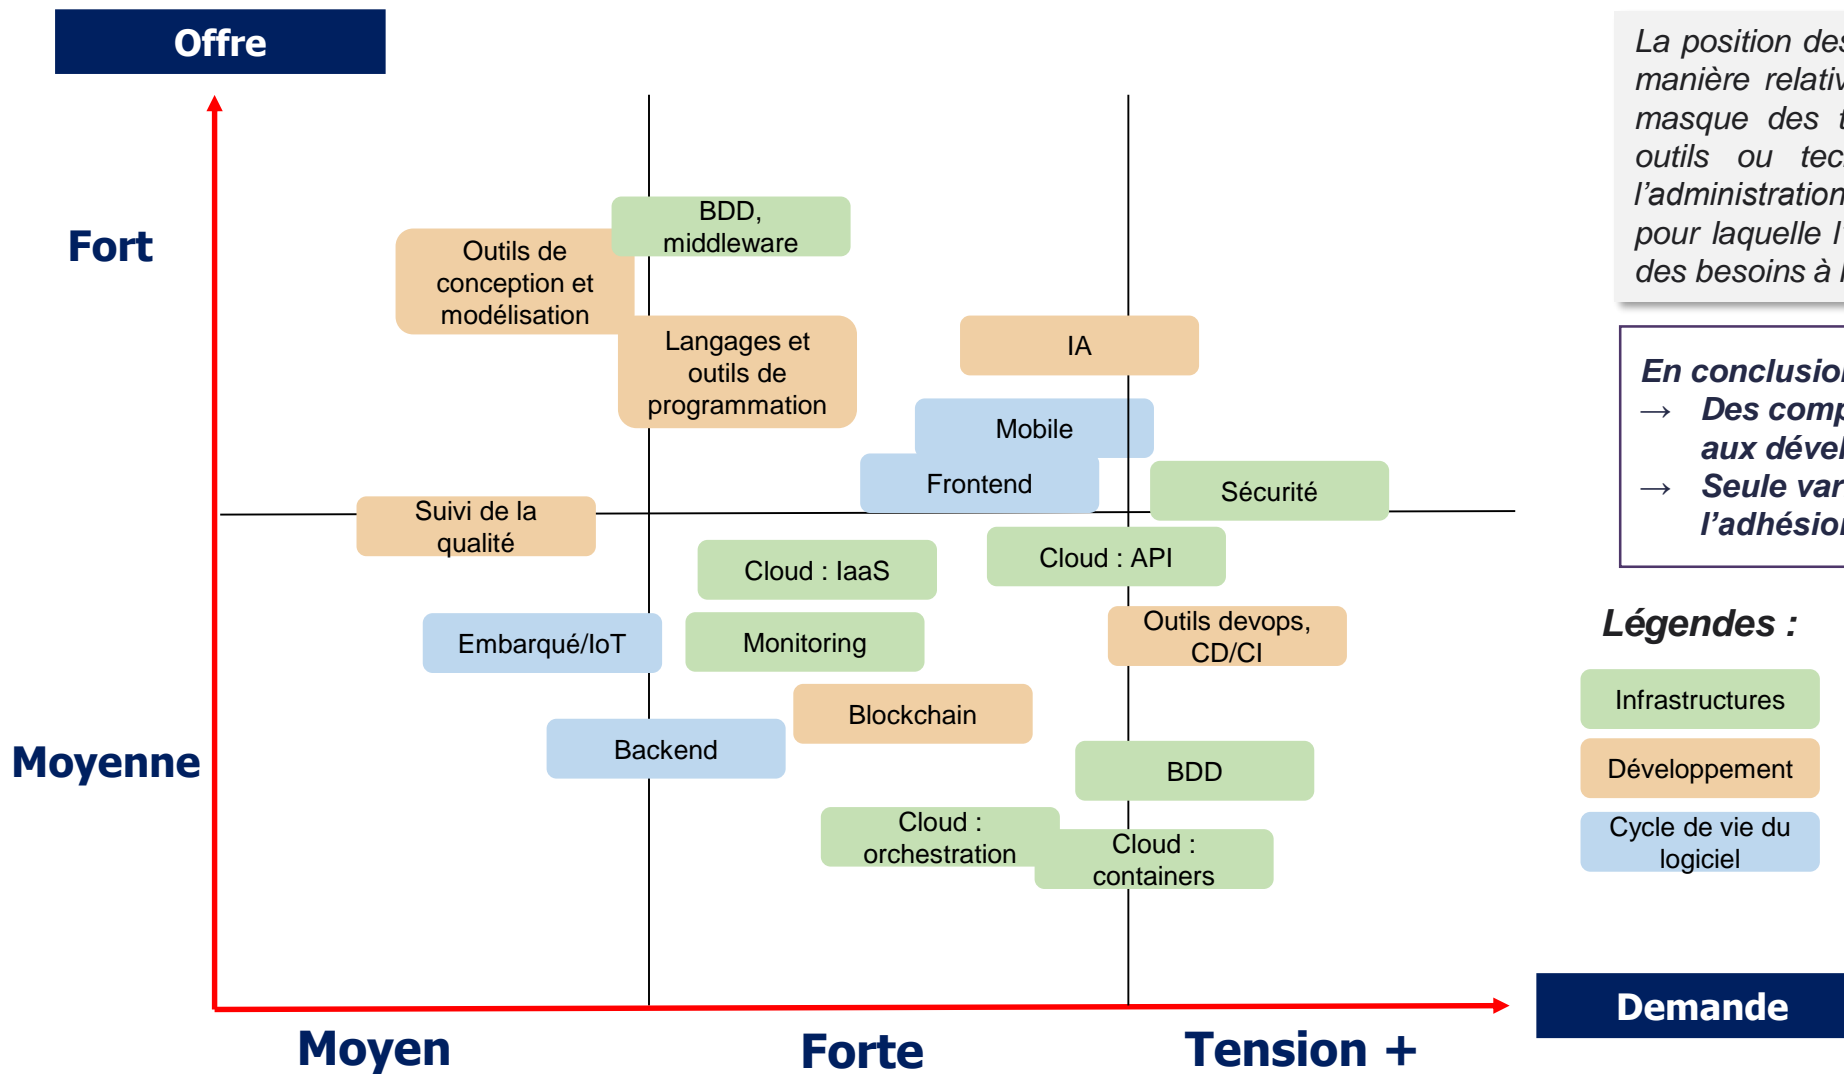 Offre
Fort
Moyenne
BDD,
middleware
Outils de
conception et
modélisation
Langages et
outils de
programmation
IA
Mobile
Frontend
Sécurité
Suivi de la
qualité
Cloud : IaaS
Cloud : API
Embarqué/IoT
Monitoring
Outils devops,
CD/CI
Blockchain
Backend
BDD
Cloud :
orchestration
Cloud :
containers
Moyen
Forte
Tension +
Demande
La position des
manière relativ
masque des t
outils ou tec
l’administration
pour laquelle l’
des besoins à l
En conclusion
→ Des comp
aux dével
→ Seule var
l’adhésion
Légendes :
Infrastructures
Développement
Cycle de vie du
logiciel